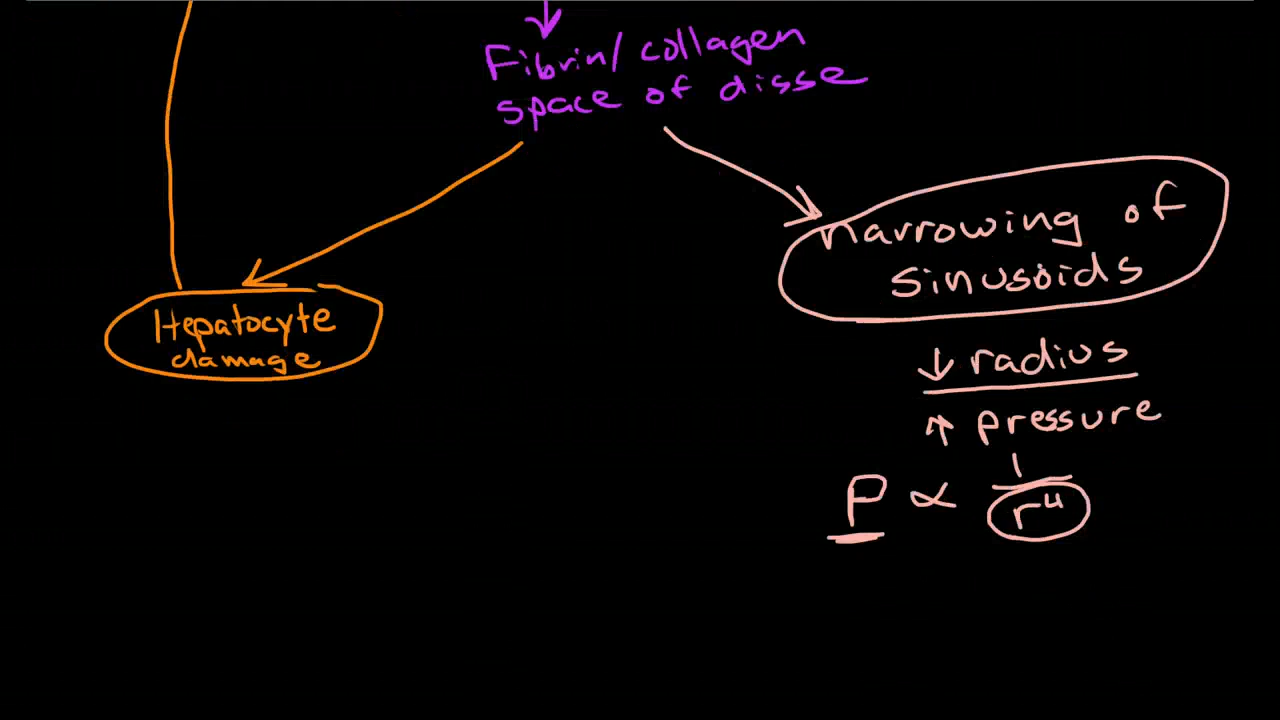 Fibrin/collagen
space of disse
narrowing of
sinusoids
Hepatocyte
damage
↓ radius
↑ pressure
P ∝ 1/r⁴